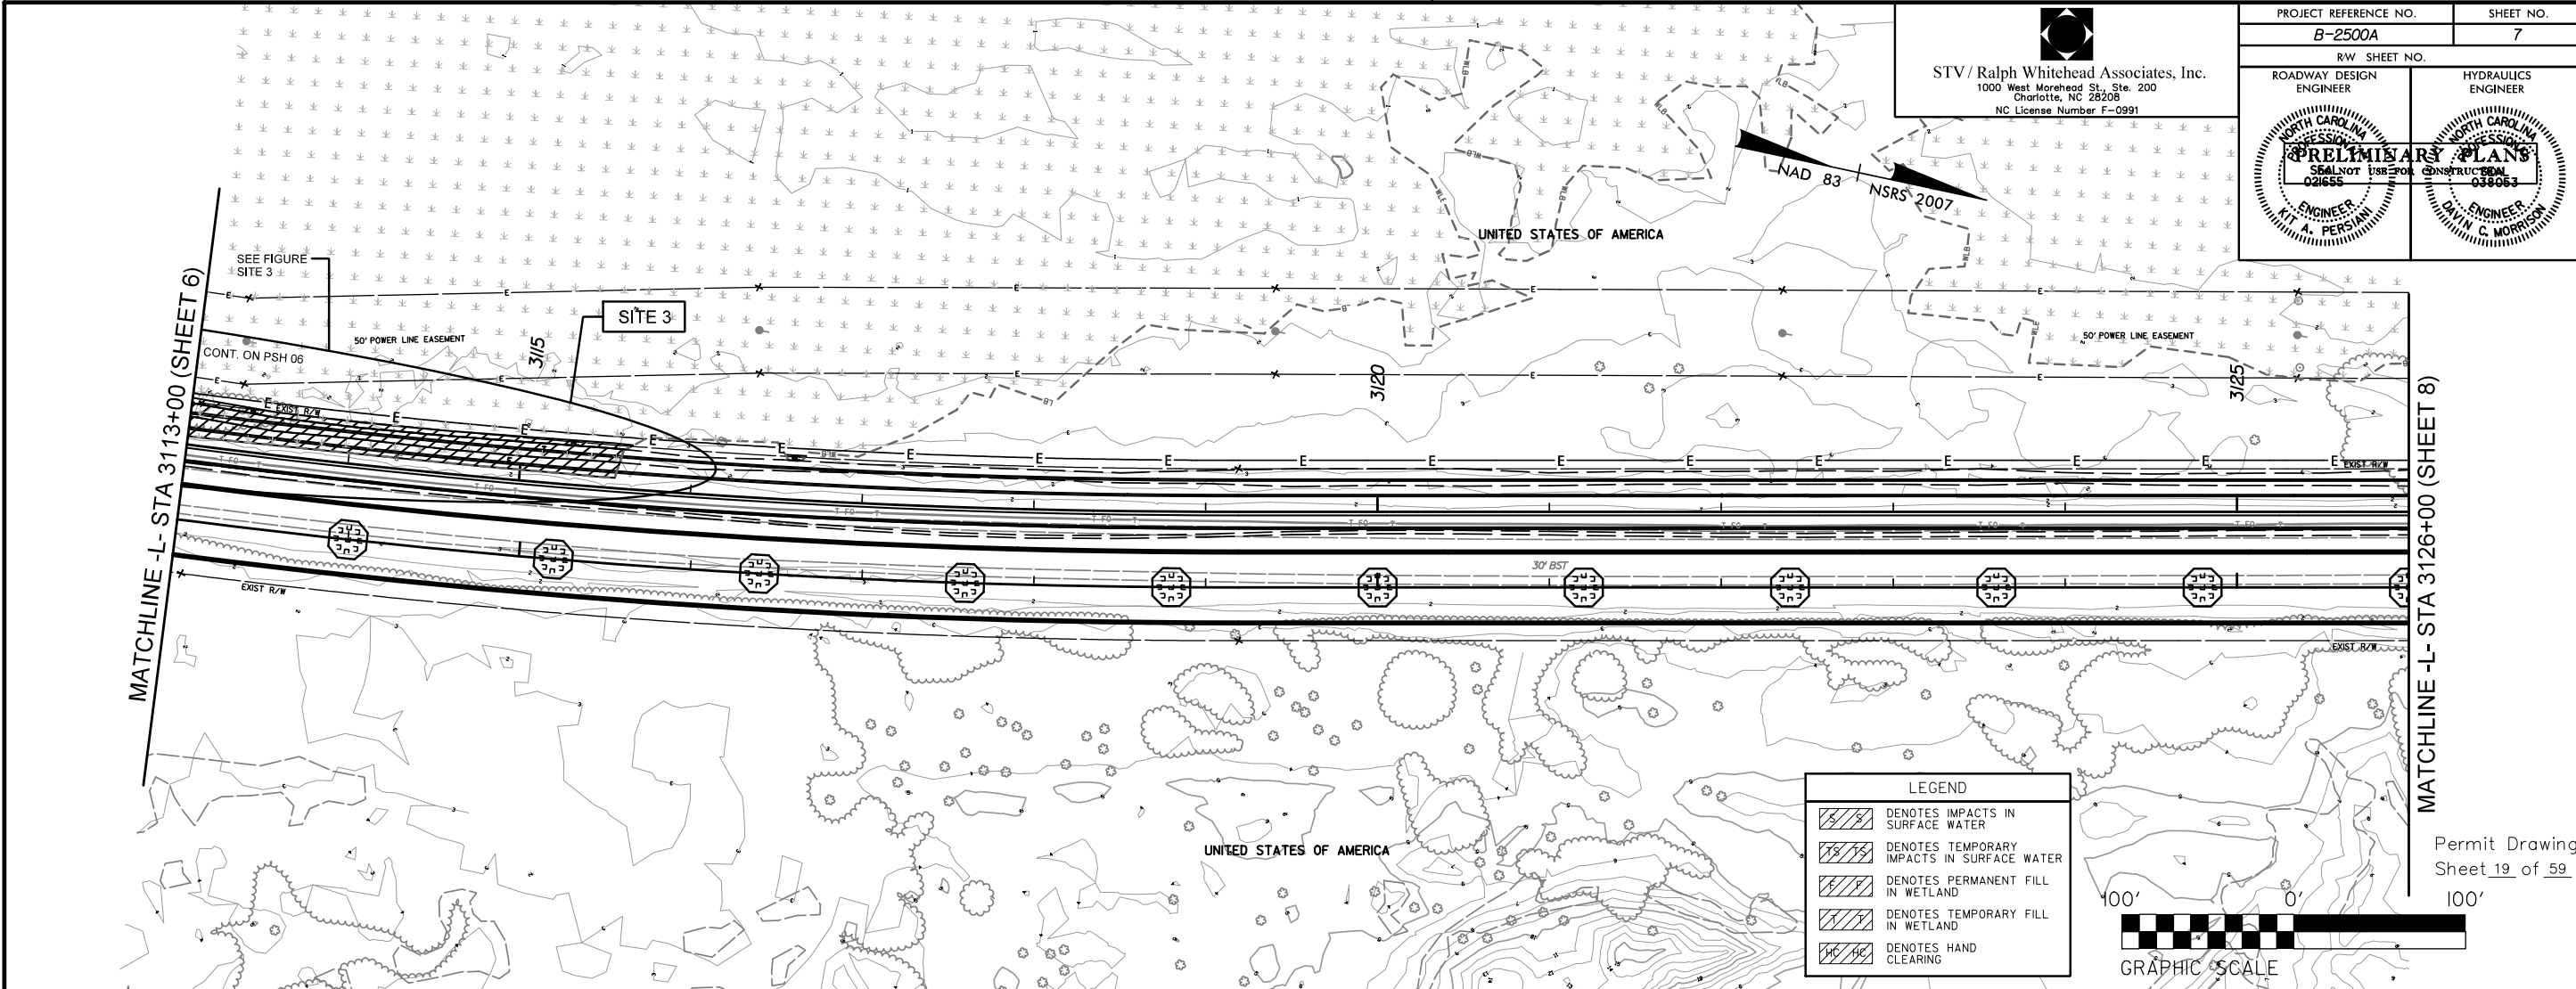 PROJECT REFERENCE NO.
SHEET NO.
B-2500A
7
RW SHEET NO.
ROADWAY DESIGN
ENGINEER
HYDRAULICS
ENGINEER
NORTH CAROLINA
PROFESSIONAL
SEAL
021655
ENGINEER
KIT A. PERSIANI
NORTH CAROLINA
PROFESSIONAL
SEAL
038053
ENGINEER
DAVIN C. MORRISON
PRELIMINARY PLANS
NOT USE FOR CONSTRUCTION
STV / Ralph Whitehead Associates, Inc.
1000 West Morehead St., Ste. 200
Charlotte, NC 28208
NC License Number F-0991
NAD 83
NSRS 2007
UNITED STATES OF AMERICA
SEE FIGURE
SITE 3
SITE 3
50' POWER LINE EASEMENT
50' POWER LINE EASEMENT
CONT. ON PSH 06
3115
3120
3125
EXIST R/W
EXIST R/W
30' BST
EXIST R/W
EXIST R/W
MATCHLINE -L- STA 3113+00 (SHEET 6)
MATCHLINE -L- STA 3126+00 (SHEET 8)
UNITED STATES OF AMERICA
LEGEND
S S DENOTES IMPACTS IN
SURFACE WATER
TS TS DENOTES TEMPORARY
IMPACTS IN SURFACE WATER
F F DENOTES PERMANENT FILL
IN WETLAND
T T DENOTES TEMPORARY FILL
IN WETLAND
HC HC DENOTES HAND
CLEARING
Permit Drawing
Sheet 19 of 59
100' 0' 100'
GRAPHIC SCALE